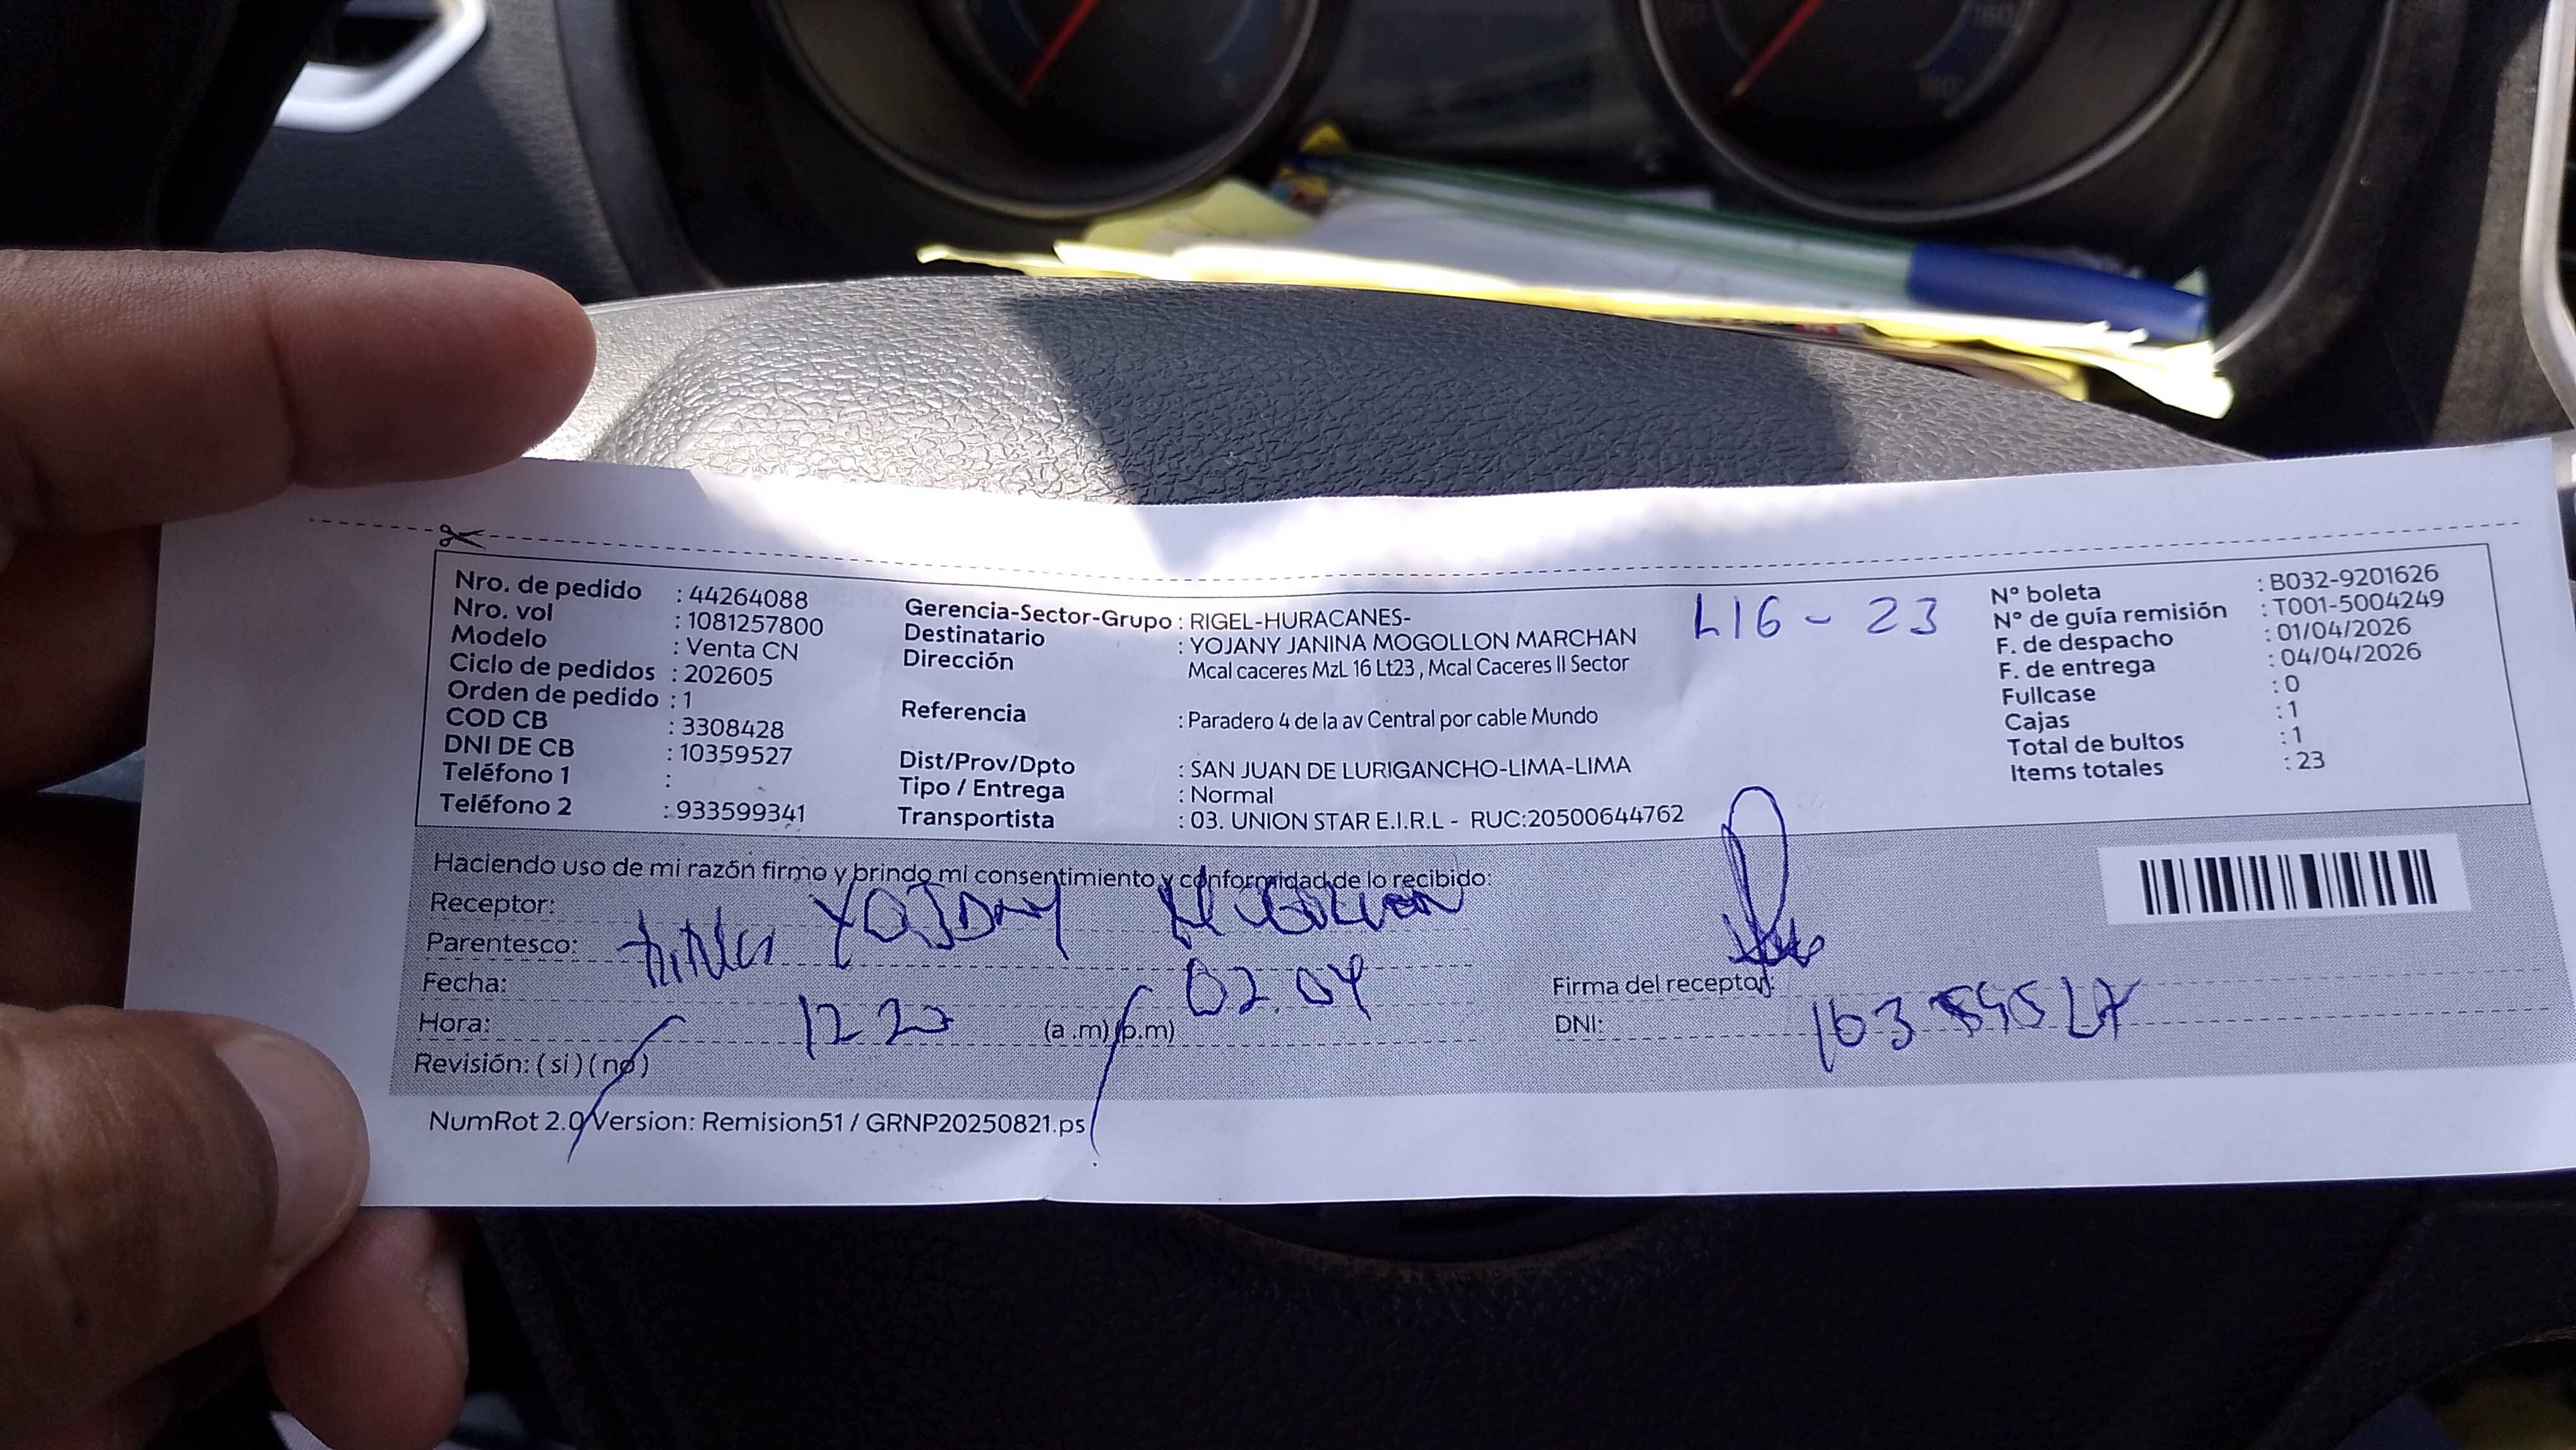 Nro. de pedido : 44264088
Nro. vol : 1081257800
Modelo : Venta CN
Ciclo de pedidos : 202605
Orden de pedido : 1
COD CB : 3308428
DNI DE CB : 10359527
Teléfono 1 :
Teléfono 2 : 933599341
Gerencia-Sector-Grupo : RIGEL-HURACANES-
Destinatario : YOJANY JANINA MOGOLLON MARCHAN
Dirección Mcal caceres MzL 16 Lt23 , Mcal Caceres II Sector
Referencia : Paradero 4 de la av Central por cable Mundo
Dist/Prov/Dpto : SAN JUAN DE LURIGANCHO-LIMA-LIMA
Tipo / Entrega : Normal
Transportista : 03. UNION STAR E.I.R.L - RUC:20500644762
L16 - 23
N° boleta : B032-9201626
N° de guía remisión : T001-5004249
F. de despacho : 01/04/2026
F. de entrega : 04/04/2026
Fullcase : 0
Cajas : 1
Total de bultos : 1
Items totales : 23
Haciendo uso de mi razón firmo y brindo mi consentimiento y conformidad de lo recibido:
Receptor: YOJANY MOGOLLON
Parentesco:
Fecha: 02.04
Hora: 12 22 (a .m) (p.m)
Revisión: ( si ) ( no )
Firma del receptor:
DNI:
NumRot 2.0 Version: Remision51 / GRNP20250821.ps